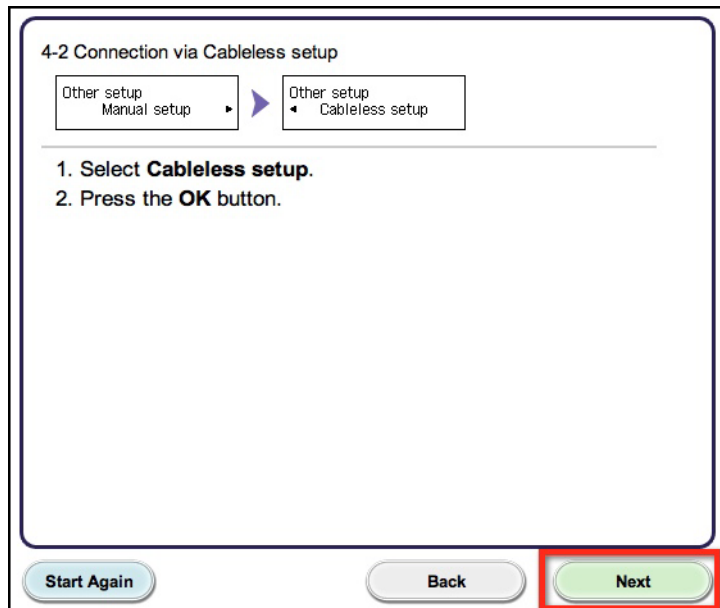 4-2 Connection via Cableless setup
Other setup
Manual setup
Other setup
Cableless setup
1. Select Cableless setup.
2. Press the OK button.
Start Again
Back
Next